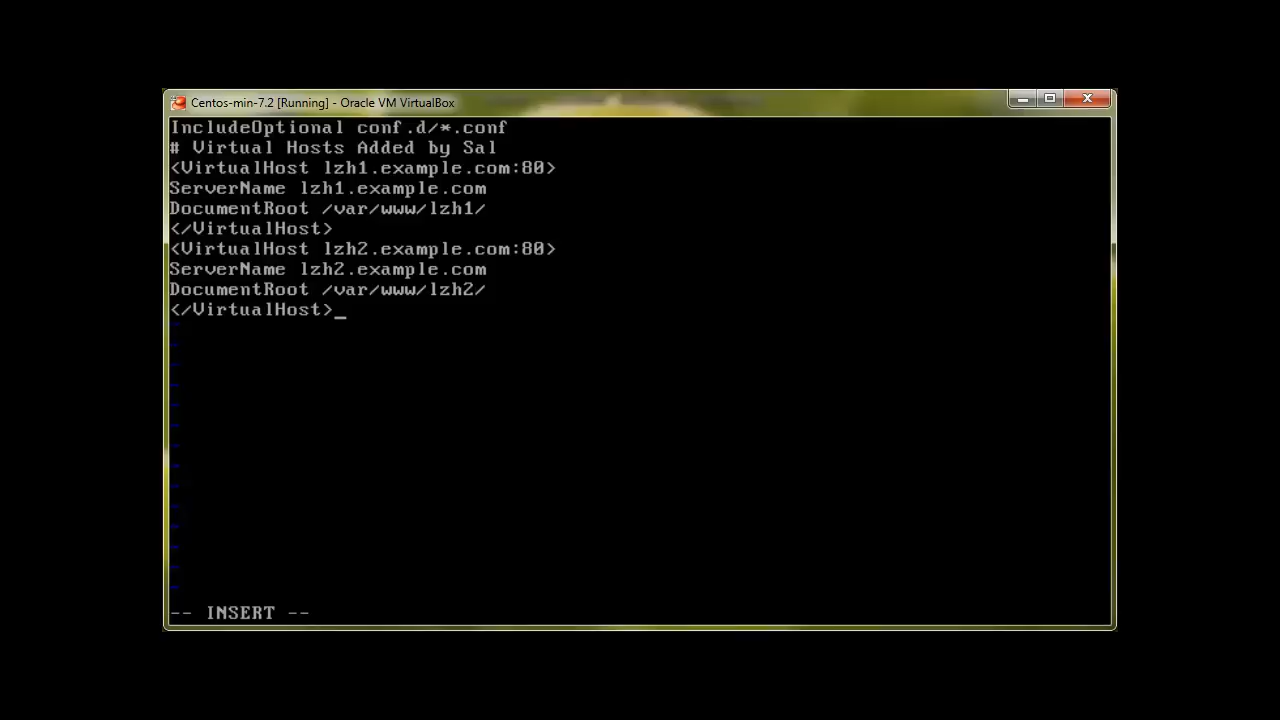 Centos-min-7.2 [Running] - Oracle VM VirtualBox
IncludeOptional conf.d/*.conf
# Virtual Hosts Added by Sal
<VirtualHost lzh1.example.com:80>
ServerName lzh1.example.com
DocumentRoot /var/www/lzh1/
</VirtualHost>
<VirtualHost lzh2.example.com:80>
ServerName lzh2.example.com
DocumentRoot /var/www/lzh2/
</VirtualHost>_
~
~
~
~
~
~
~
~
~
~
~
~
~
~
-- INSERT --